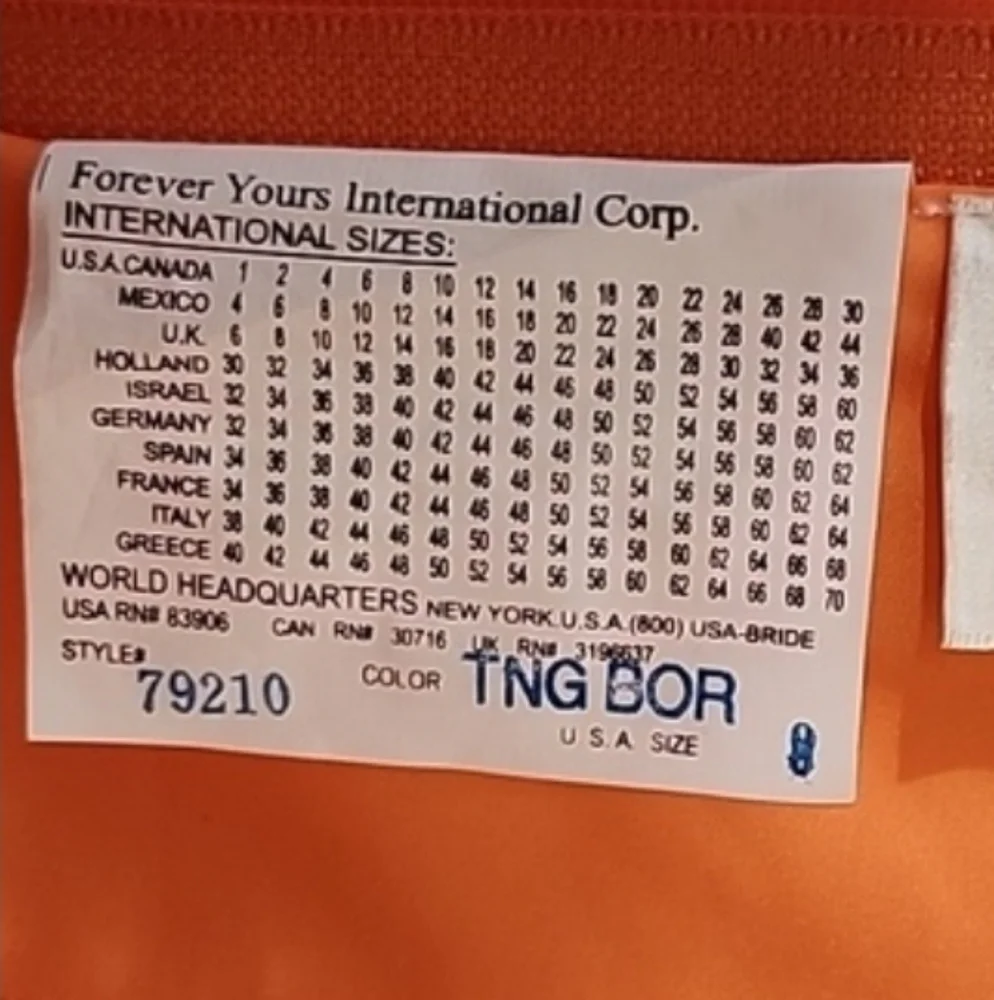 Forever Yours International Corp.
INTERNATIONAL SIZES:
U.S.A.CANADA 1 2 4 6 8 10 12 14 16 18 20 22 24 26 28 30
MEXICO 4 6 8 10 12 14 16 18 20 22 24 26 28 40 42 44
U.K. 6 8 10 12 14 16 18 20 22 24 26 28 30 32 34 36
HOLLAND 30 32 34 36 38 40 42 44 46 48 50 52 54 56 58 60
ISRAEL 32 34 36 38 40 42 44 46 48 50 52 54 56 58 60 62
GERMANY 32 34 36 38 40 42 44 46 48 50 52 54 56 58 60 62
SPAIN 34 36 38 40 42 44 46 48 50 52 54 56 58 60 62 64
FRANCE 34 36 38 40 42 44 46 48 50 52 54 56 58 60 62 64
ITALY 38 40 42 44 46 48 50 52 54 56 58 60 62 64 66 68
GREECE 40 42 44 46 48 50 52 54 56 58 60 62 64 66 68 70
WORLD HEADQUARTERS NEW YORK.U.S.A.(800) USA-BRIDE
USA RN# 83906 CAN RN# 30716 UK RN# 3196637
STYLE# 79210 COLOR TNG BOR
U.S.A. SIZE 8